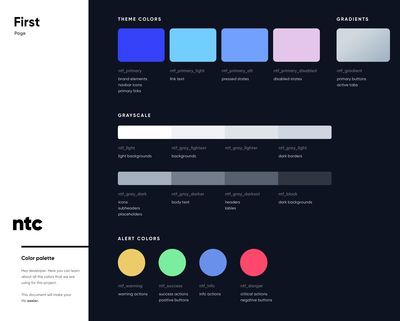 First
Page
ntc
Color palette
Hey developer. Here you can learn
about all the colors that we are
using for this project.
This document will make your
life easier.
THEME COLORS
ntf_primary
brand elements
navbar icons
primary links
ntf_primary_light
link text
ntf_primary_alt
pressed states
ntf_primary_disabled
disabled states
GRADIENTS
ntf_gradient
primary buttons
active tabs
GRAYSCALE
ntf_light
light backgrounds
ntf_gray_lightest
backgrounds
ntf_gray_lighter
ntf_gray_light
dark borders
ntf_gray_dark
icons
subheaders
placeholders
ntf_gray_darker
body text
ntf_gray_darkest
headers
tables
ntf_black
dark backgrounds
ALERT COLORS
ntf_warning
warning actions
ntf_success
success actions
positive buttons
ntf_info
info actions
ntf_danger
critical actions
negative buttons